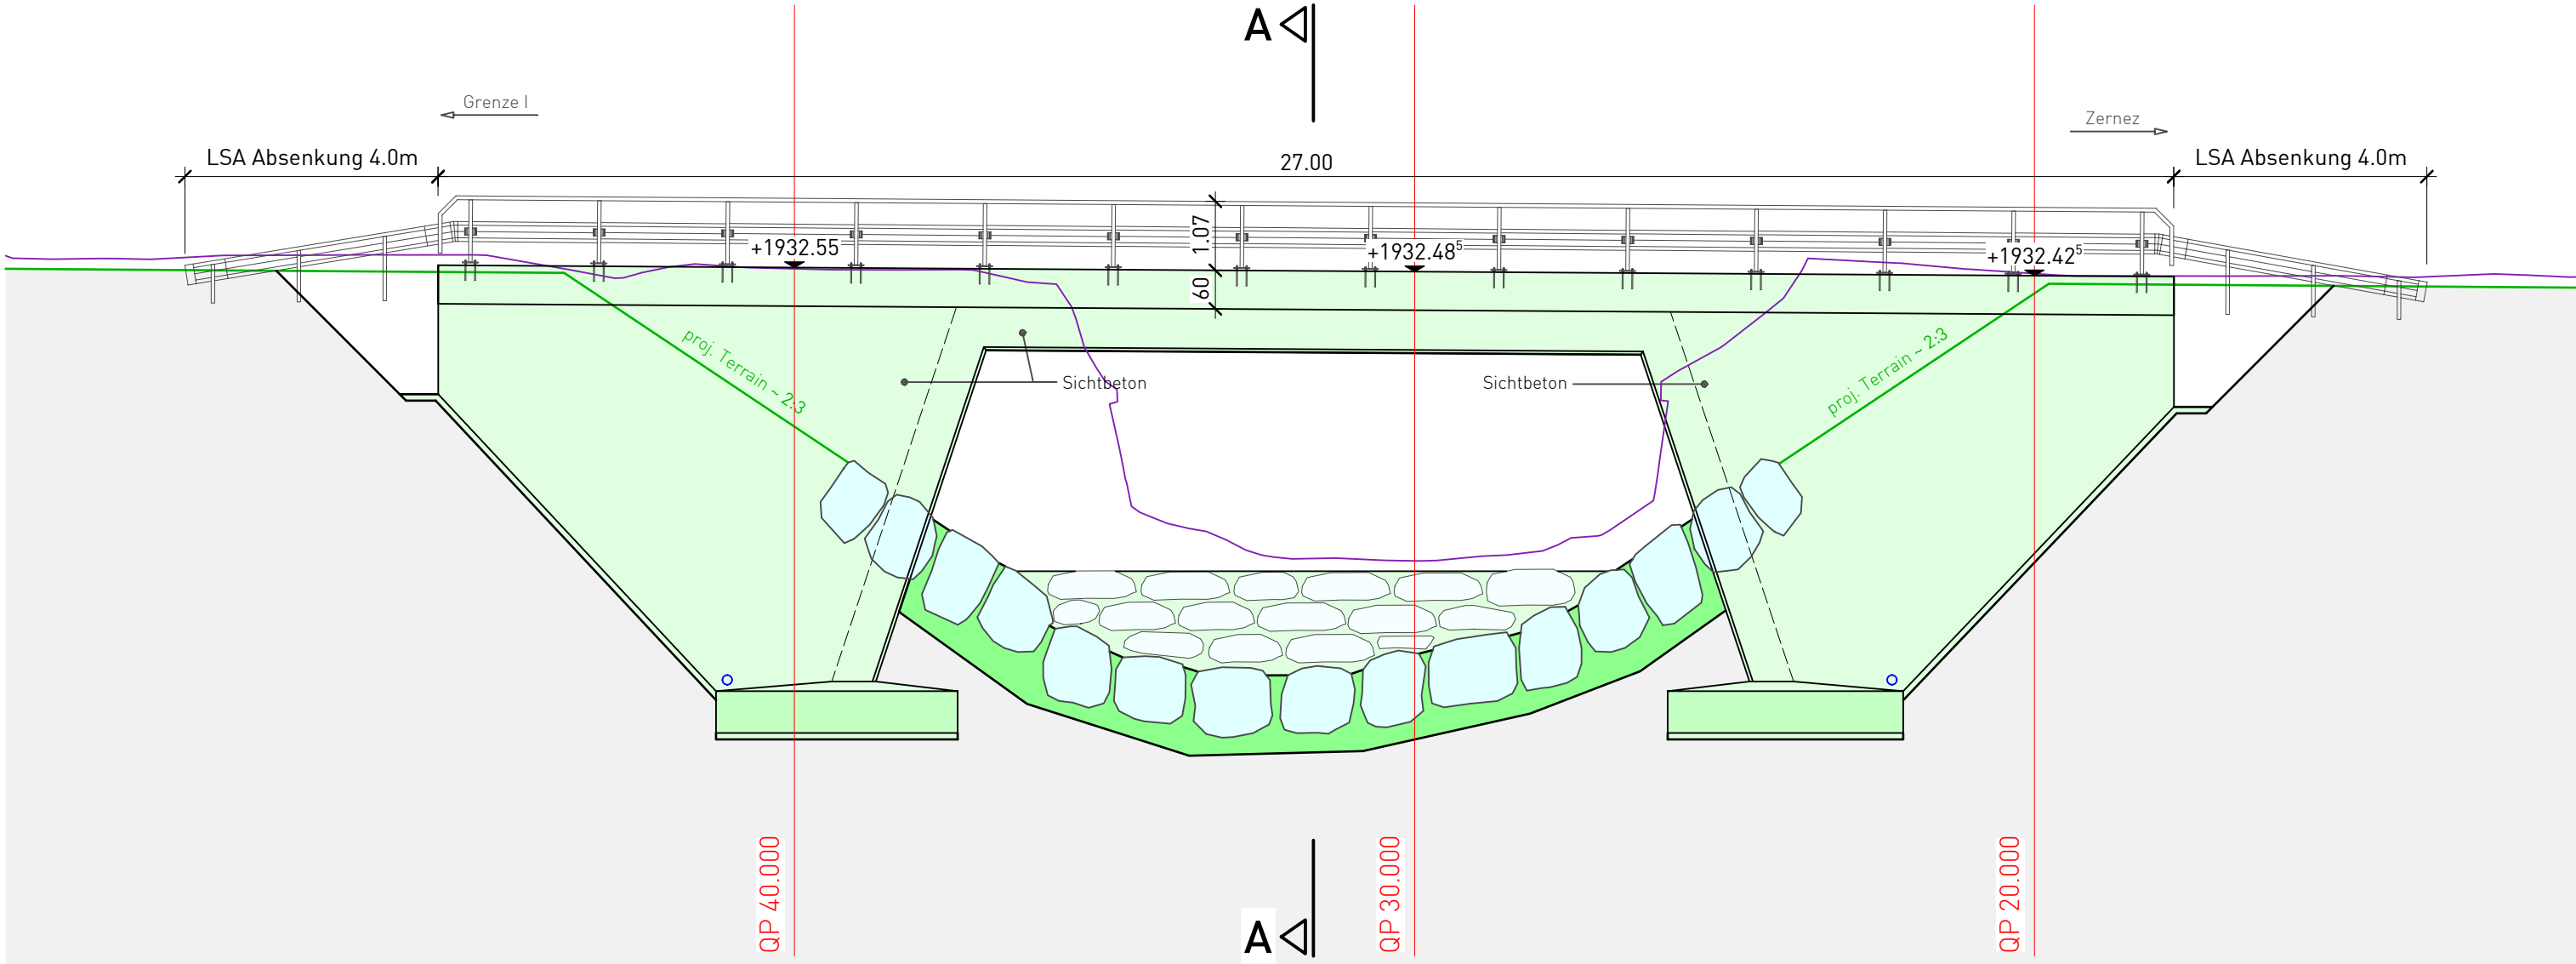 A
Grenze I
Zernez
LSA Absenkung 4.0m
27.00
LSA Absenkung 4.0m
1.07
+1932.55
+1932.48⁵
+1932.42⁵
60
proj. Terrain ~ 2:3
proj. Terrain ~ 2:3
Sichtbeton
Sichtbeton
QP 40.000
QP 30.000
QP 20.000
A